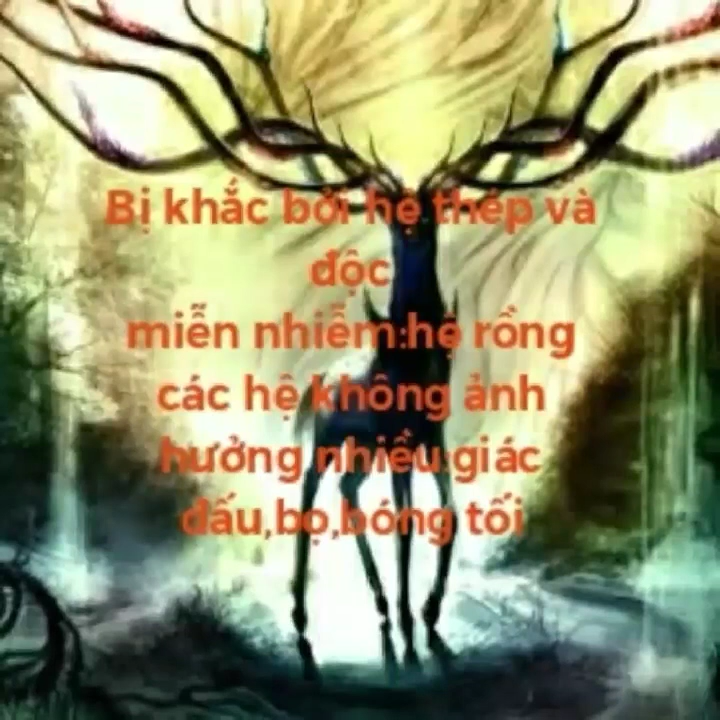 Bị khắc bởi hệ thép và
độc
miễn nhiễm:hệ rồng
các hệ không ảnh
hưởng nhiều:giác
đấu,bọ,bóng tối